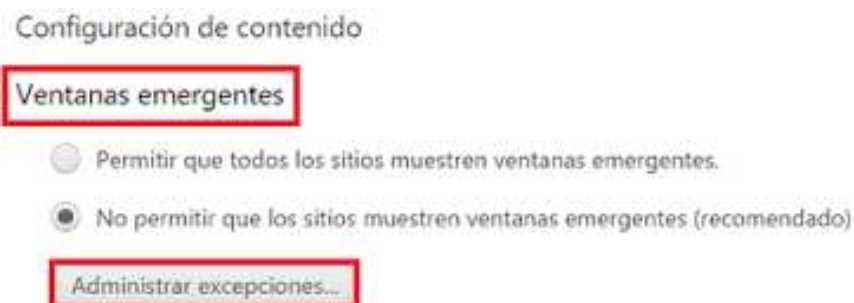 Configuración de contenido
Ventanas emergentes
Permitir que todos los sitios muestren ventanas emergentes.
No permitir que los sitios muestren ventanas emergentes (recomendado)
Administrar excepciones...